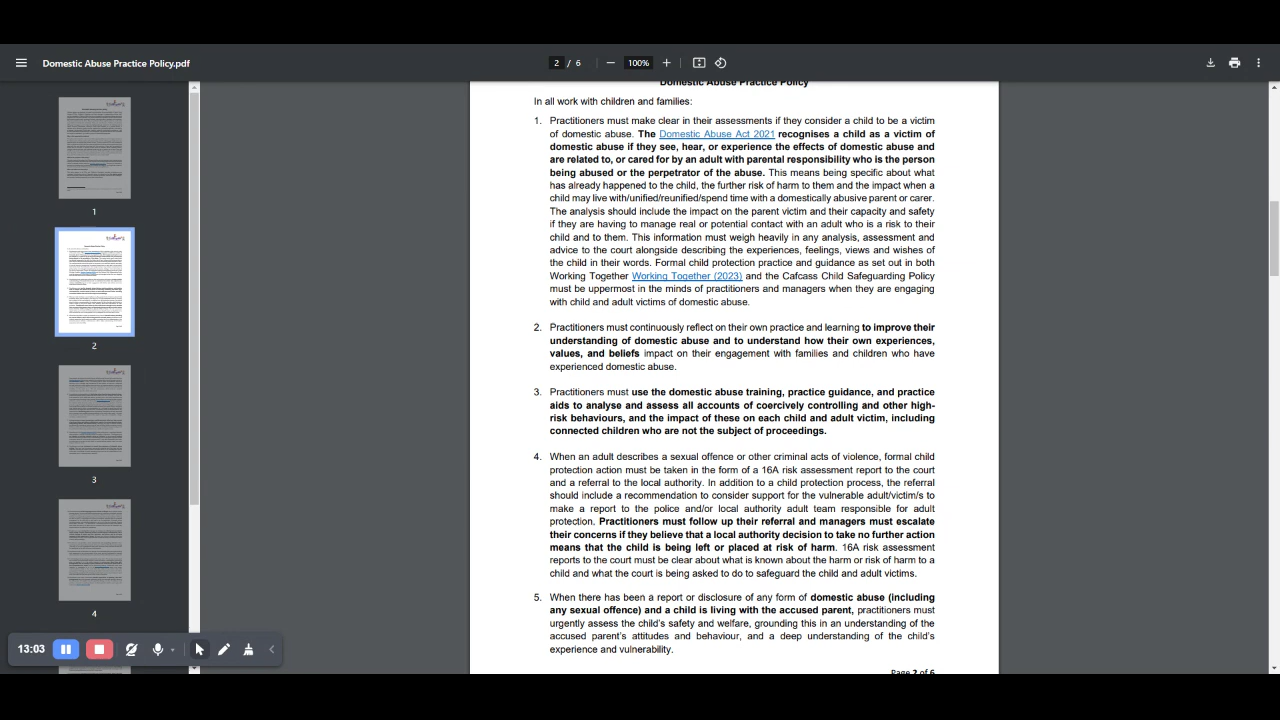 Domestic Abuse Practice Policy.pdf
2 / 6
100%
1
2
3
4
13:03
Domestic Abuse Practice Policy
In all work with children and families:
1. Practitioners must make clear in their assessments if they consider a child to be a victim
of domestic abuse. The Domestic Abuse Act 2021 recognises a child as a victim of
domestic abuse if they see, hear, or experience the effects of domestic abuse and
are related to, or cared for by an adult with parental responsibility who is the person
being abused or the perpetrator of the abuse. This means being specific about what
has already happened to the child, the further risk of harm to them and the impact when a
child may live with/unified/reunified/spend time with a domestically abusive parent or carer.
The analysis should include the impact on the parent victim and their capacity and safety
if they are having to manage real or potential contact with an adult who is a risk to their
child and to them. This information must weigh heavily in any analysis, assessment and
advice to the court alongside describing the experiences, feelings, views and wishes of
the child in their words. Formal child protection practice and guidance as set out in both
Working Together Working Together (2023) and the Cafcass Child Safeguarding Policy
must be uppermost in the minds of practitioners and managers when they are engaging
with child and adult victims of domestic abuse.
2. Practitioners must continuously reflect on their own practice and learning to improve their
understanding of domestic abuse and to understand how their own experiences,
values, and beliefs impact on their engagement with families and children who have
experienced domestic abuse.
3. Practitioners must use the domestic abuse training, practice guidance, and practice
aids to analyse and assess all accounts of coercively controlling and other high-
risk behaviours, and the impact of these on each child and adult victim, including
connected children who are not the subject of proceedings.
4. When an adult describes a sexual offence or other criminal acts of violence, formal child
protection action must be taken in the form of a 16A risk assessment report to the court
and a referral to the local authority. In addition to a child protection process, the referral
should include a recommendation to consider support for the vulnerable adult/victim/s to
make a report to the police and/or local authority adult team responsible for adult
protection. Practitioners must follow up their referral and managers must escalate
their concerns if they believe that a local authority decision to take no further action
means that the child is being left or placed at risk of harm. 16A risk assessment
reports to the court must be clear about what is known about the harm or risk of harm to a
child and what the court is being asked to do to safeguard the child and adult victims.
5. When there has been a report or disclosure of any form of domestic abuse (including
any sexual offence) and a child is living with the accused parent, practitioners must
urgently assess the child's safety and welfare, grounding this in an understanding of the
accused parent's attitudes and behaviour, and a deep understanding of the child's
experience and vulnerability.
Page 2 of 6